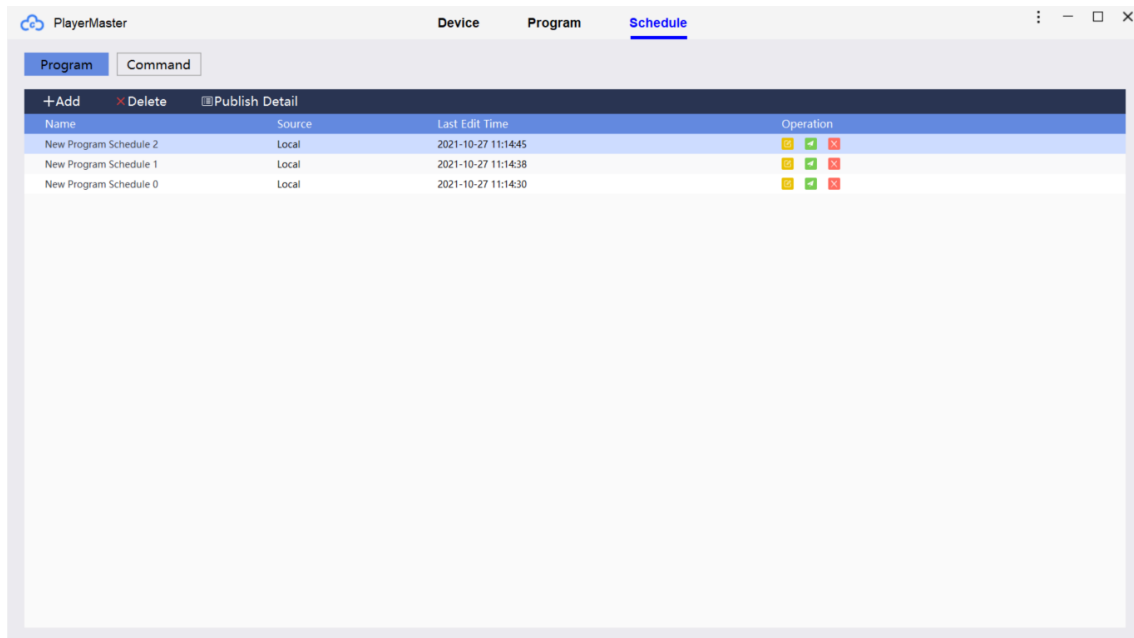 PlayerMaster Device Program Schedule
Program Command
+Add ×Delete Publish Detail
Name Source Last Edit Time Operation
New Program Schedule 2 Local 2021-10-27 11:14:45
New Program Schedule 1 Local 2021-10-27 11:14:38
New Program Schedule 0 Local 2021-10-27 11:14:30